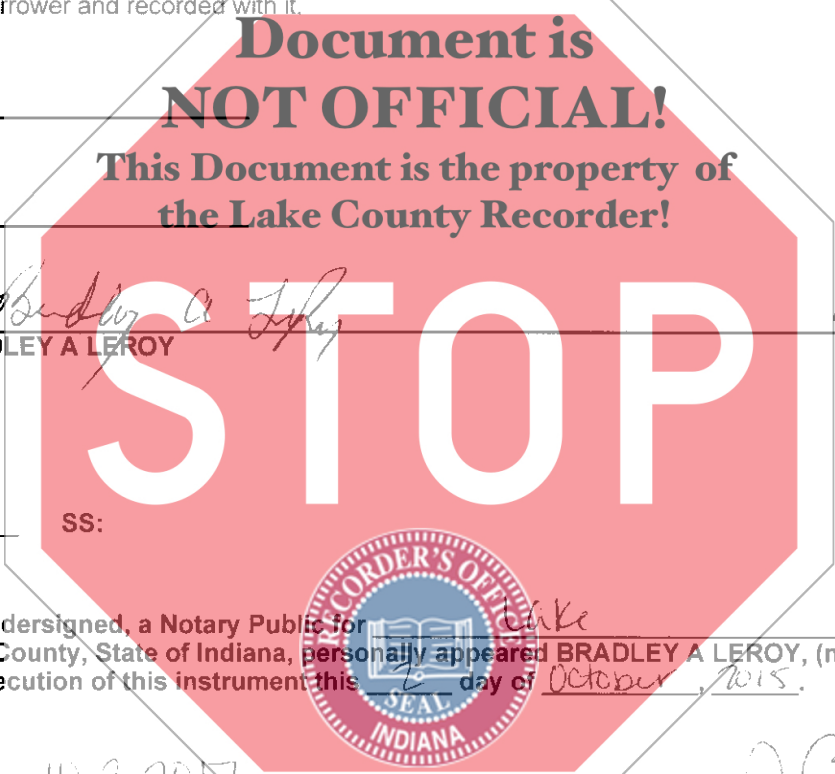 rrower and recorded with it.
Document is
NOT OFFICIAL!
This Document is the property of
the Lake County Recorder!
Bradley A LeRoy
LEY A LEROY
STOP
SS:
RECORDER'S OFFICE
dersigned, a Notary Public for Lake
County, State of Indiana, personally appeared BRADLEY A LEROY, (
ecution of this instrument this 2 day of October, 2015.
SEAL
INDIANA